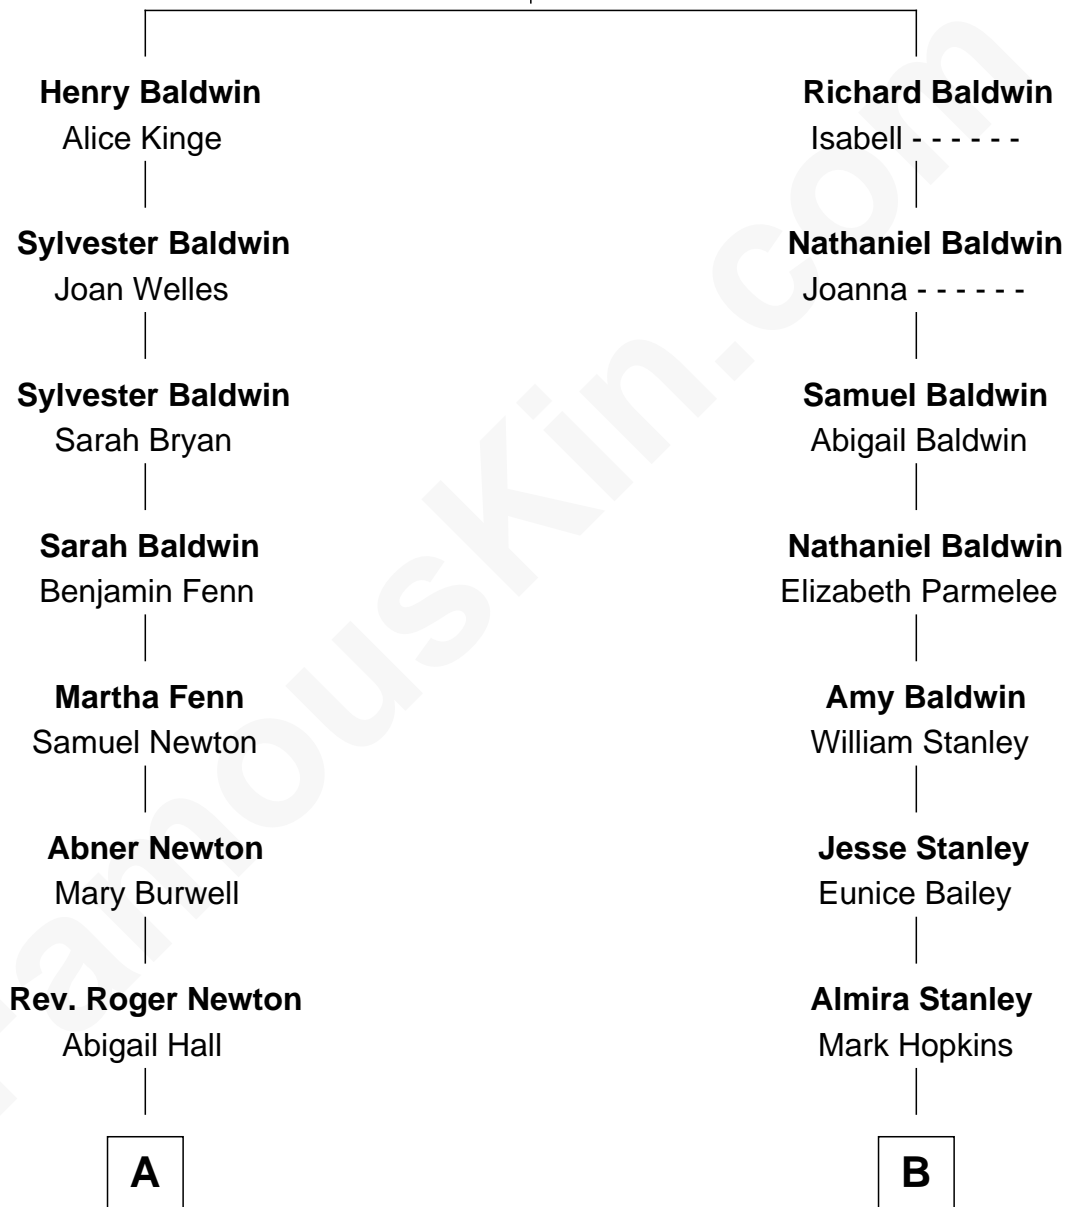 Henry Baldwin
Alice Kinge
Sylvester Baldwin
Joan Welles
Sylvester Baldwin
Sarah Bryan
Sarah Baldwin
Benjamin Fenn
Martha Fenn
Samuel Newton
Abner Newton
Mary Burwell
Rev. Roger Newton
Abigail Hall
A
Richard Baldwin
Isabell - - - - - -
Nathaniel Baldwin
Joanna - - - - - -
Samuel Baldwin
Abigail Baldwin
Nathaniel Baldwin
Elizabeth Parmelee
Amy Baldwin
William Stanley
Jesse Stanley
Eunice Bailey
Almira Stanley
Mark Hopkins
B
FamousKin.com